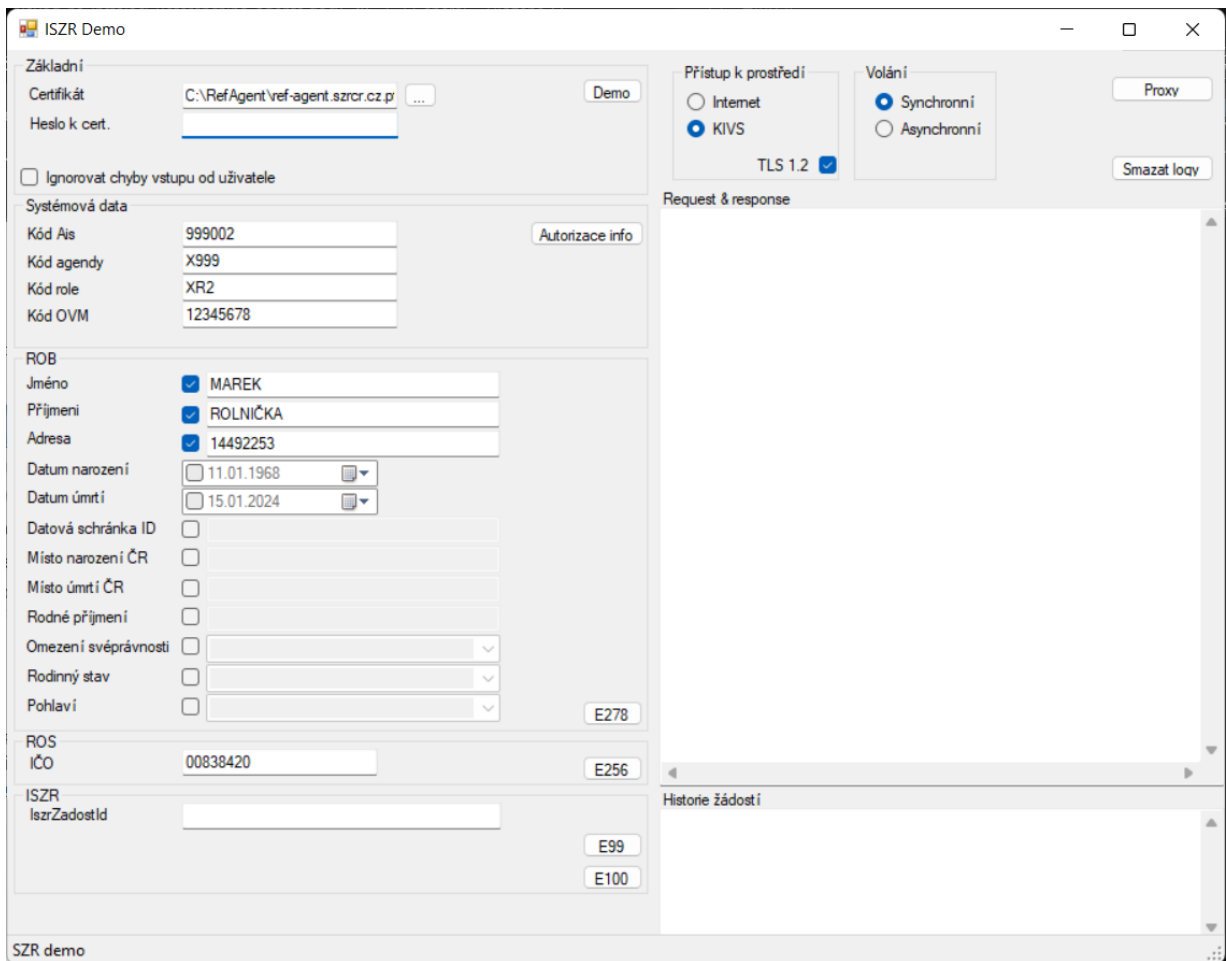 ISZR Demo
Základní
Certifikát C:\RefAgent\ref-agent.szrcr.cz.p ... Demo
Heslo k cert.
Ignorovat chyby vstupu od uživatele
Systémová data
Kód Ais 999002 Autorizace info
Kód agendy X999
Kód role XR2
Kód OVM 12345678
ROB
Jméno MAREK
Příjmeni ROLNIČKA
Adresa 14492253
Datum narození 11.01.1968
Datum úmrtí 15.01.2024
Datová schránka ID
Místo narození ČR
Místo úmrtí ČR
Rodné příjmení
Omezení svéprávnosti
Rodinný stav
Pohlaví
E278
ROS
IČO 00838420
E256
ISZR
IszrZadostId
E99
E100
Přístup k prostředí
Internet
KIVS
TLS 1.2
Volání
Synchronní
Asynchronní
Proxy
Smazat logy
Request & response
Historie žádostí
SZR demo